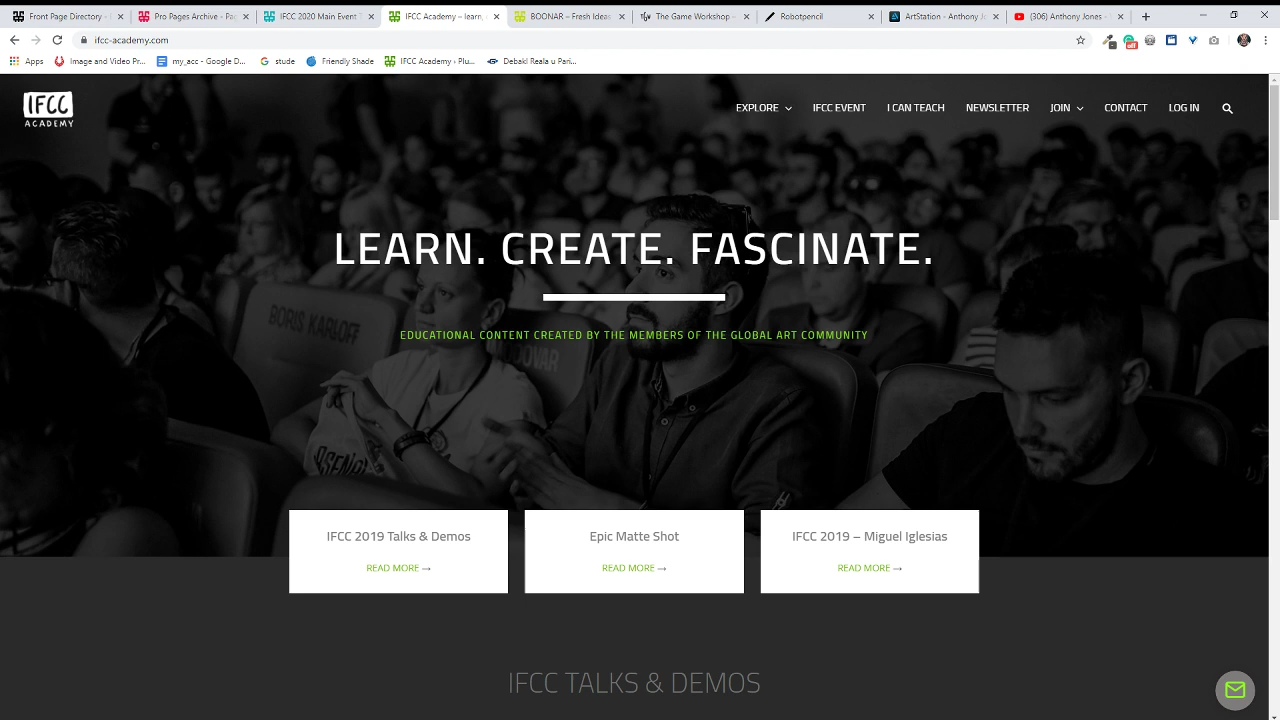 Front Page Directory -
Pro Pages Archive - Pa
IFCC 2020 Main Event T
IFCC Academy – learn,
BOONAR – Fresh Ideas
The Game Workshop –
Robotpencil
ArtStation - Anthony J
(306) Anthony Jones -
ifcc-academy.com
off
Apps
Image and Video Pr...
my_acc - Google D...
stude
Friendly Shade
IFCC Academy › Plu...
Debakl Reala u Pari...
IFCC
ACADEMY
EXPLORE
IFCC EVENT
I CAN TEACH
NEWSLETTER
JOIN
CONTACT
LOG IN
LEARN. CREATE. FASCINATE.
BORIS KARLOFF
EDUCATIONAL CONTENT CREATED BY THE MEMBERS OF THE GLOBAL ART COMMUNITY
IFCC 2019 Talks & Demos
READ MORE →
Epic Matte Shot
READ MORE →
IFCC 2019 – Miguel Iglesias
READ MORE →
IFCC TALKS & DEMOS